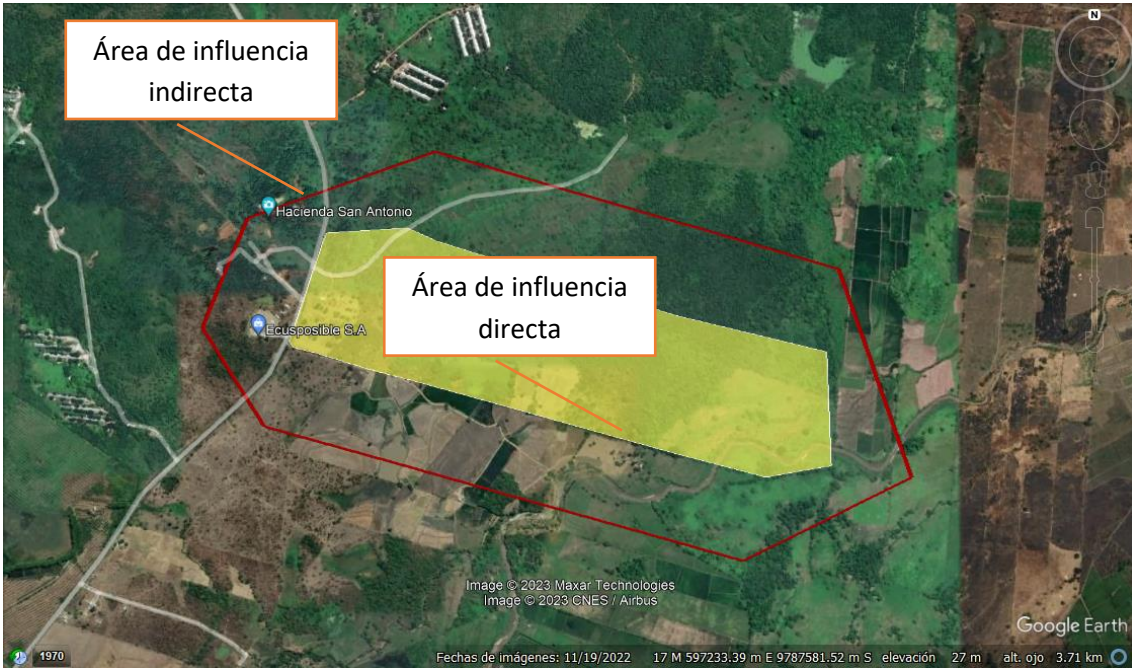 Área de influencia
indirecta
N
Hacienda San Antonio
Área de influencia
directa
Ecusposible S.A
Image © 2023 Maxar Technologies
Image © 2023 CNES / Airbus
Google Earth
1970
Fechas de imágenes: 11/19/2022 17 M 597233.39 m E 9787581.52 m S elevación 27 m alt. ojo 3.71 km